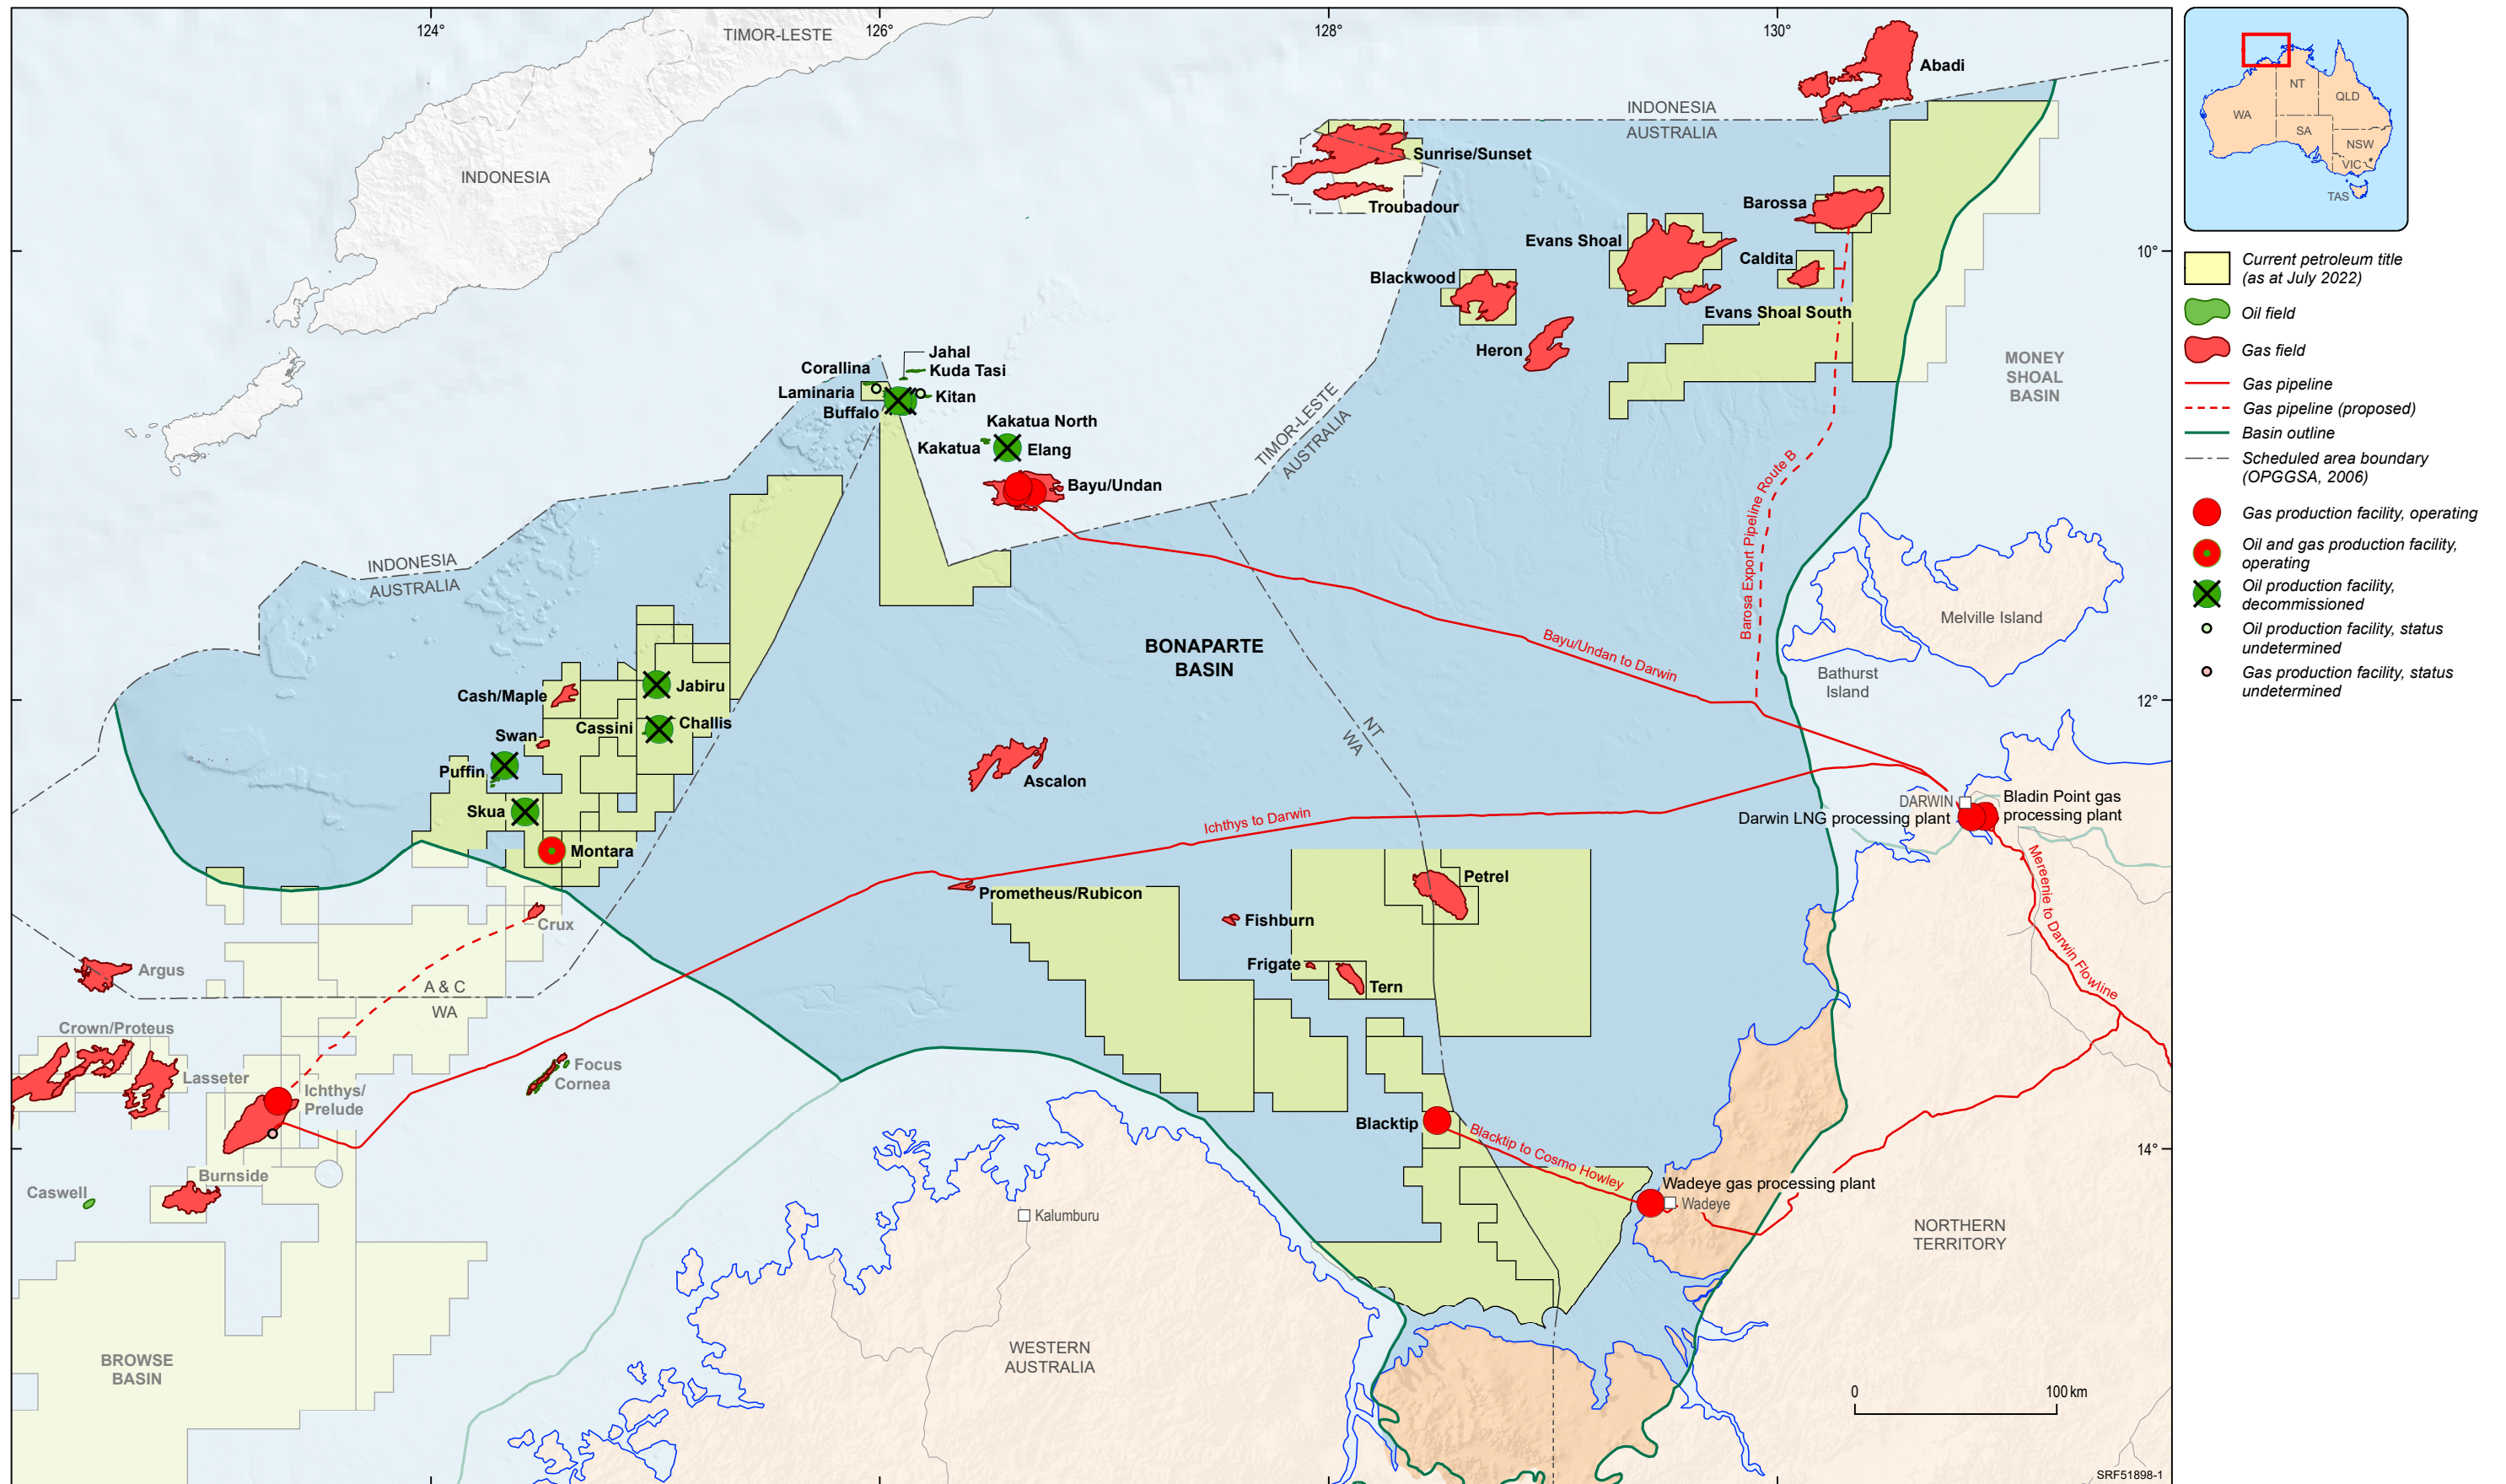 124°
126°
128°
130°
TIMOR-LESTE
INDONESIA
Abadi
INDONESIA
AUSTRALIA
Sunrise/Sunset
Troubadour
Barossa
Evans Shoal
Caldita
Blackwood
Evans Shoal South
Heron
10°
MONEY
SHOAL
BASIN
Jahal
Corallina
Kuda Tasi
Laminaria
Kitan
Buffalo
Kakatua North
Kakatua
Elang
Bayu/Undan
TIMOR-LESTE
AUSTRALIA
Barosa Export Pipeline Route B
INDONESIA
AUSTRALIA
Melville Island
Bathurst
Island
BONAPARTE
BASIN
Bayu/Undan to Darwin
NT
WA
12°
Cash/Maple
Jabiru
Cassini
Challis
Swan
Puffin
Skua
Montara
Ascalon
Ichthys to Darwin
DARWIN
Bladin Point gas
processing plant
Darwin LNG processing plant
Mereenie to Darwin Flowline
Prometheus/Rubicon
Petrel
Fishburn
Frigate
Tern
Crux
Argus
A & C
WA
Crown/Proteus
Lasseter
Ichthys/
Prelude
Focus
Cornea
Burnside
Caswell
Blacktip
Blacktip to Cosmo Howley
14°
Wadeye gas processing plant
Wadeye
Kalumburu
NORTHERN
TERRITORY
WESTERN
AUSTRALIA
BROWSE
BASIN
0
100 km
SRF51898-1
NT
QLD
WA
SA
NSW
VIC
TAS
Current petroleum title
(as at July 2022)
Oil field
Gas field
Gas pipeline
Gas pipeline (proposed)
Basin outline
Scheduled area boundary
(OPGGSA, 2006)
Gas production facility, operating
Oil and gas production facility,
operating
Oil production facility,
decommissioned
Oil production facility, status
undetermined
Gas production facility, status
undetermined